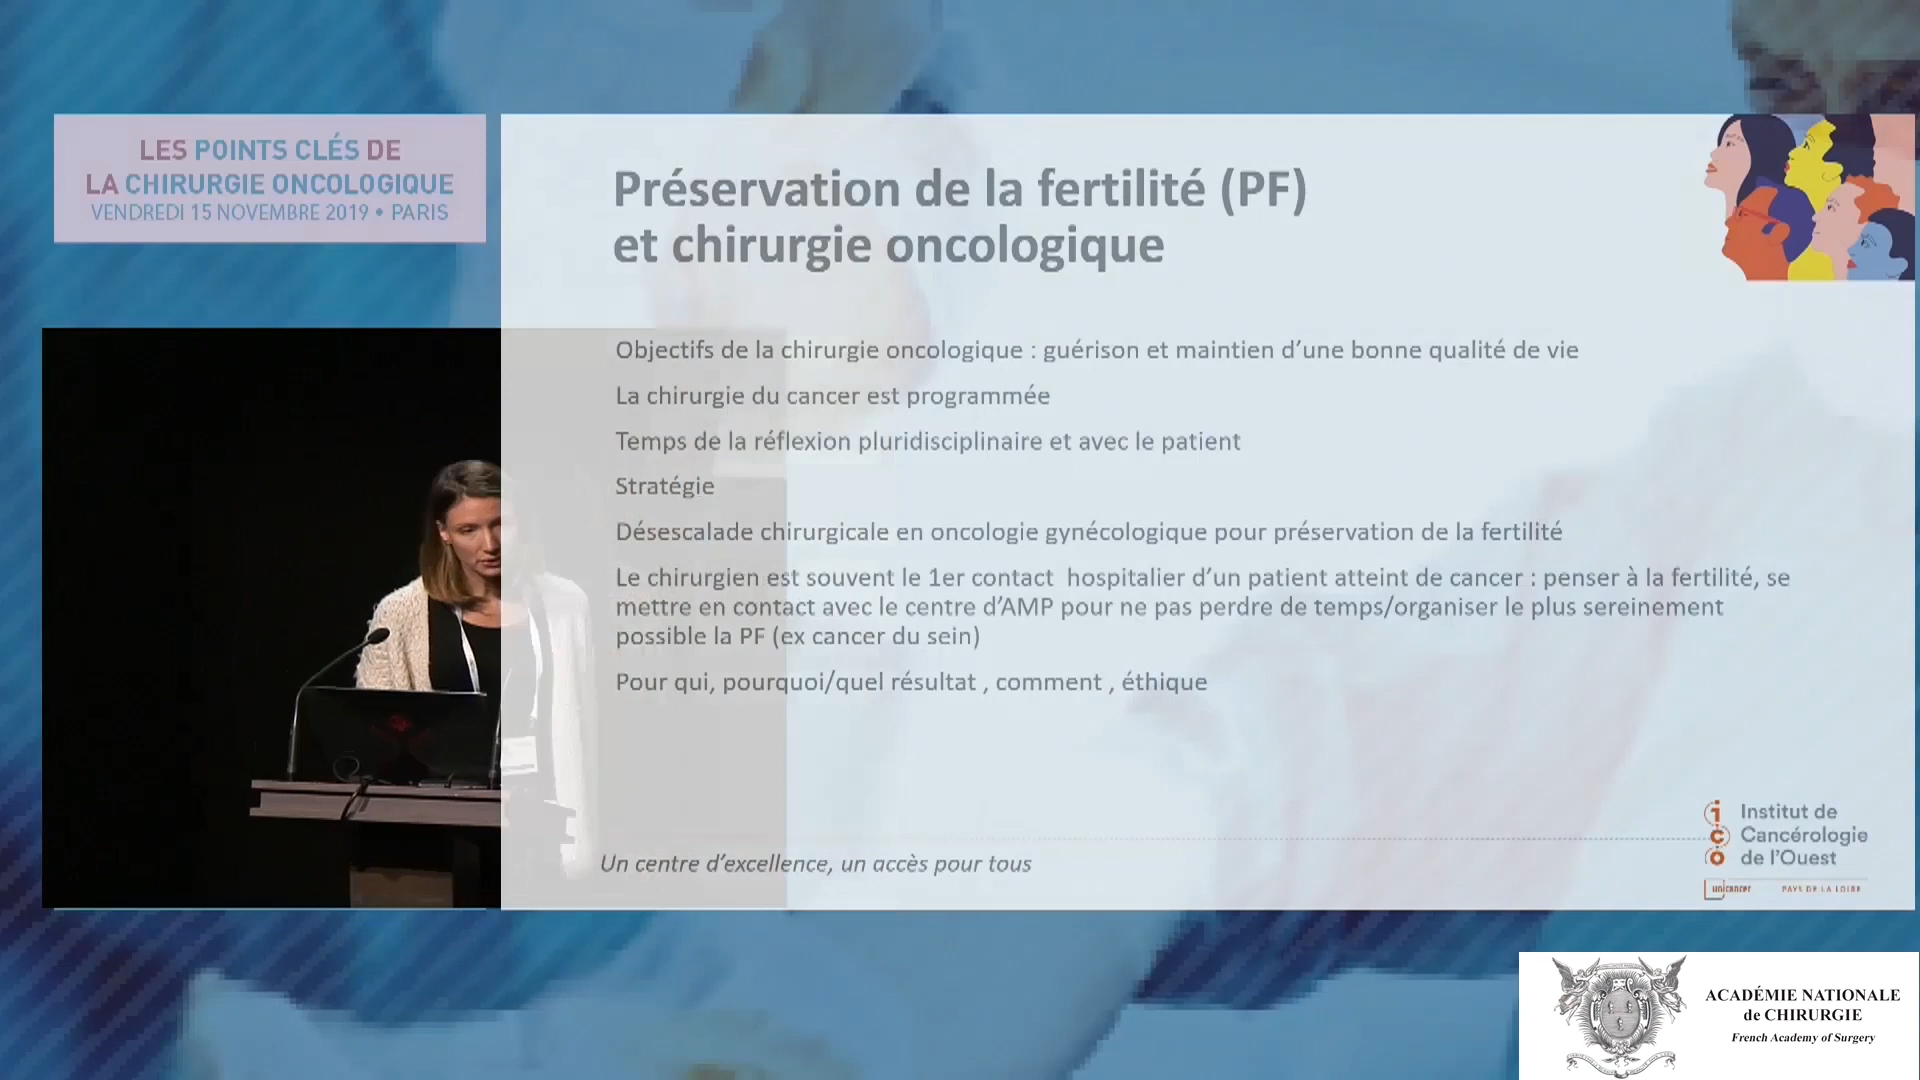 LES POINTS CLÉS DE
LA CHIRURGIE ONCOLOGIQUE
VENDREDI 15 NOVEMBRE 2019 • PARIS
Préservation de la fertilité (PF)
et chirurgie oncologique
Objectifs de la chirurgie oncologique : guérison et maintien d’une bonne qualité de vie
La chirurgie du cancer est programmée
Temps de la réflexion pluridisciplinaire et avec le patient
Stratégie
Désescalade chirurgicale en oncologie gynécologique pour préservation de la fertilité
Le chirurgien est souvent le 1er contact  hospitalier d’un patient atteint de cancer : penser à la fertilité, se
mettre en contact avec le centre d’AMP pour ne pas perdre de temps/organiser le plus sereinement
possible la PF (ex cancer du sein)
Pour qui, pourquoi/quel résultat , comment , éthique
Un centre d’excellence, un accès pour tous
ico
Institut de
Cancérologie
de l’Ouest
unicancer
PAYS DE LA LOIRE
ACADÉMIE NATIONALE
de CHIRURGIE
French Academy of Surgery